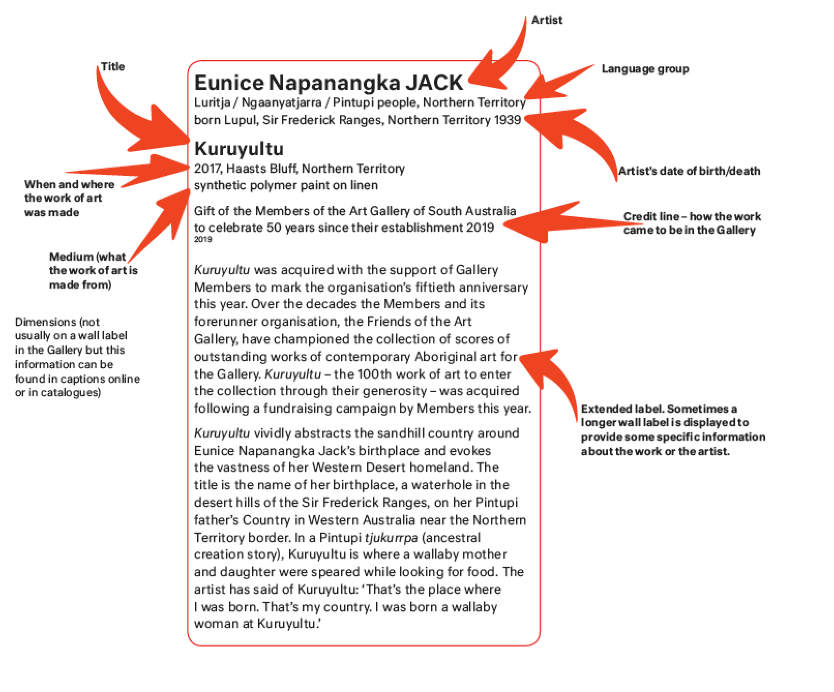 Artist
Title
Language group
Eunice Napanangka JACK
Luritja / Ngaanyatjarra / Pintupi people, Northern Territory
born Lupul, Sir Frederick Ranges, Northern Territory 1939
Kuruyultu
2017, Haasts Bluff, Northern Territory
synthetic polymer paint on linen
Artist's date of birth/death
When and where
the work of art
was made
Gift of the Members of the Art Gallery of South Australia
to celebrate 50 years since their establishment 2019
2019
Credit line – how the work
came to be in the Gallery
Medium (what
the work of art is
made from)
Dimensions (not
usually on a wall label
in the Gallery but this
information can be
found in captions online
or in catalogues)
Kuruyultu was acquired with the support of Gallery
Members to mark the organisation's fiftieth anniversary
this year. Over the decades the Members and its
forerunner organisation, the Friends of the Art
Gallery, have championed the collection of scores of
outstanding works of contemporary Aboriginal art for
the Gallery. Kuruyultu – the 100th work of art to enter
the collection through their generosity – was acquired
following a fundraising campaign by Members this year.
Extended label. Sometimes a
longer wall label is displayed to
provide some specific information
about the work or the artist.
Kuruyultu vividly abstracts the sandhill country around
Eunice Napanangka Jack's birthplace and evokes
the vastness of her Western Desert homeland. The
title is the name of her birthplace, a waterhole in the
desert hills of the Sir Frederick Ranges, on her Pintupi
father's Country in Western Australia near the Northern
Territory border. In a Pintupi tjukurrpa (ancestral
creation story), Kuruyultu is where a wallaby mother
and daughter were speared while looking for food. The
artist has said of Kuruyultu: 'That's the place where
I was born. That's my country. I was born a wallaby
woman at Kuruyultu.'